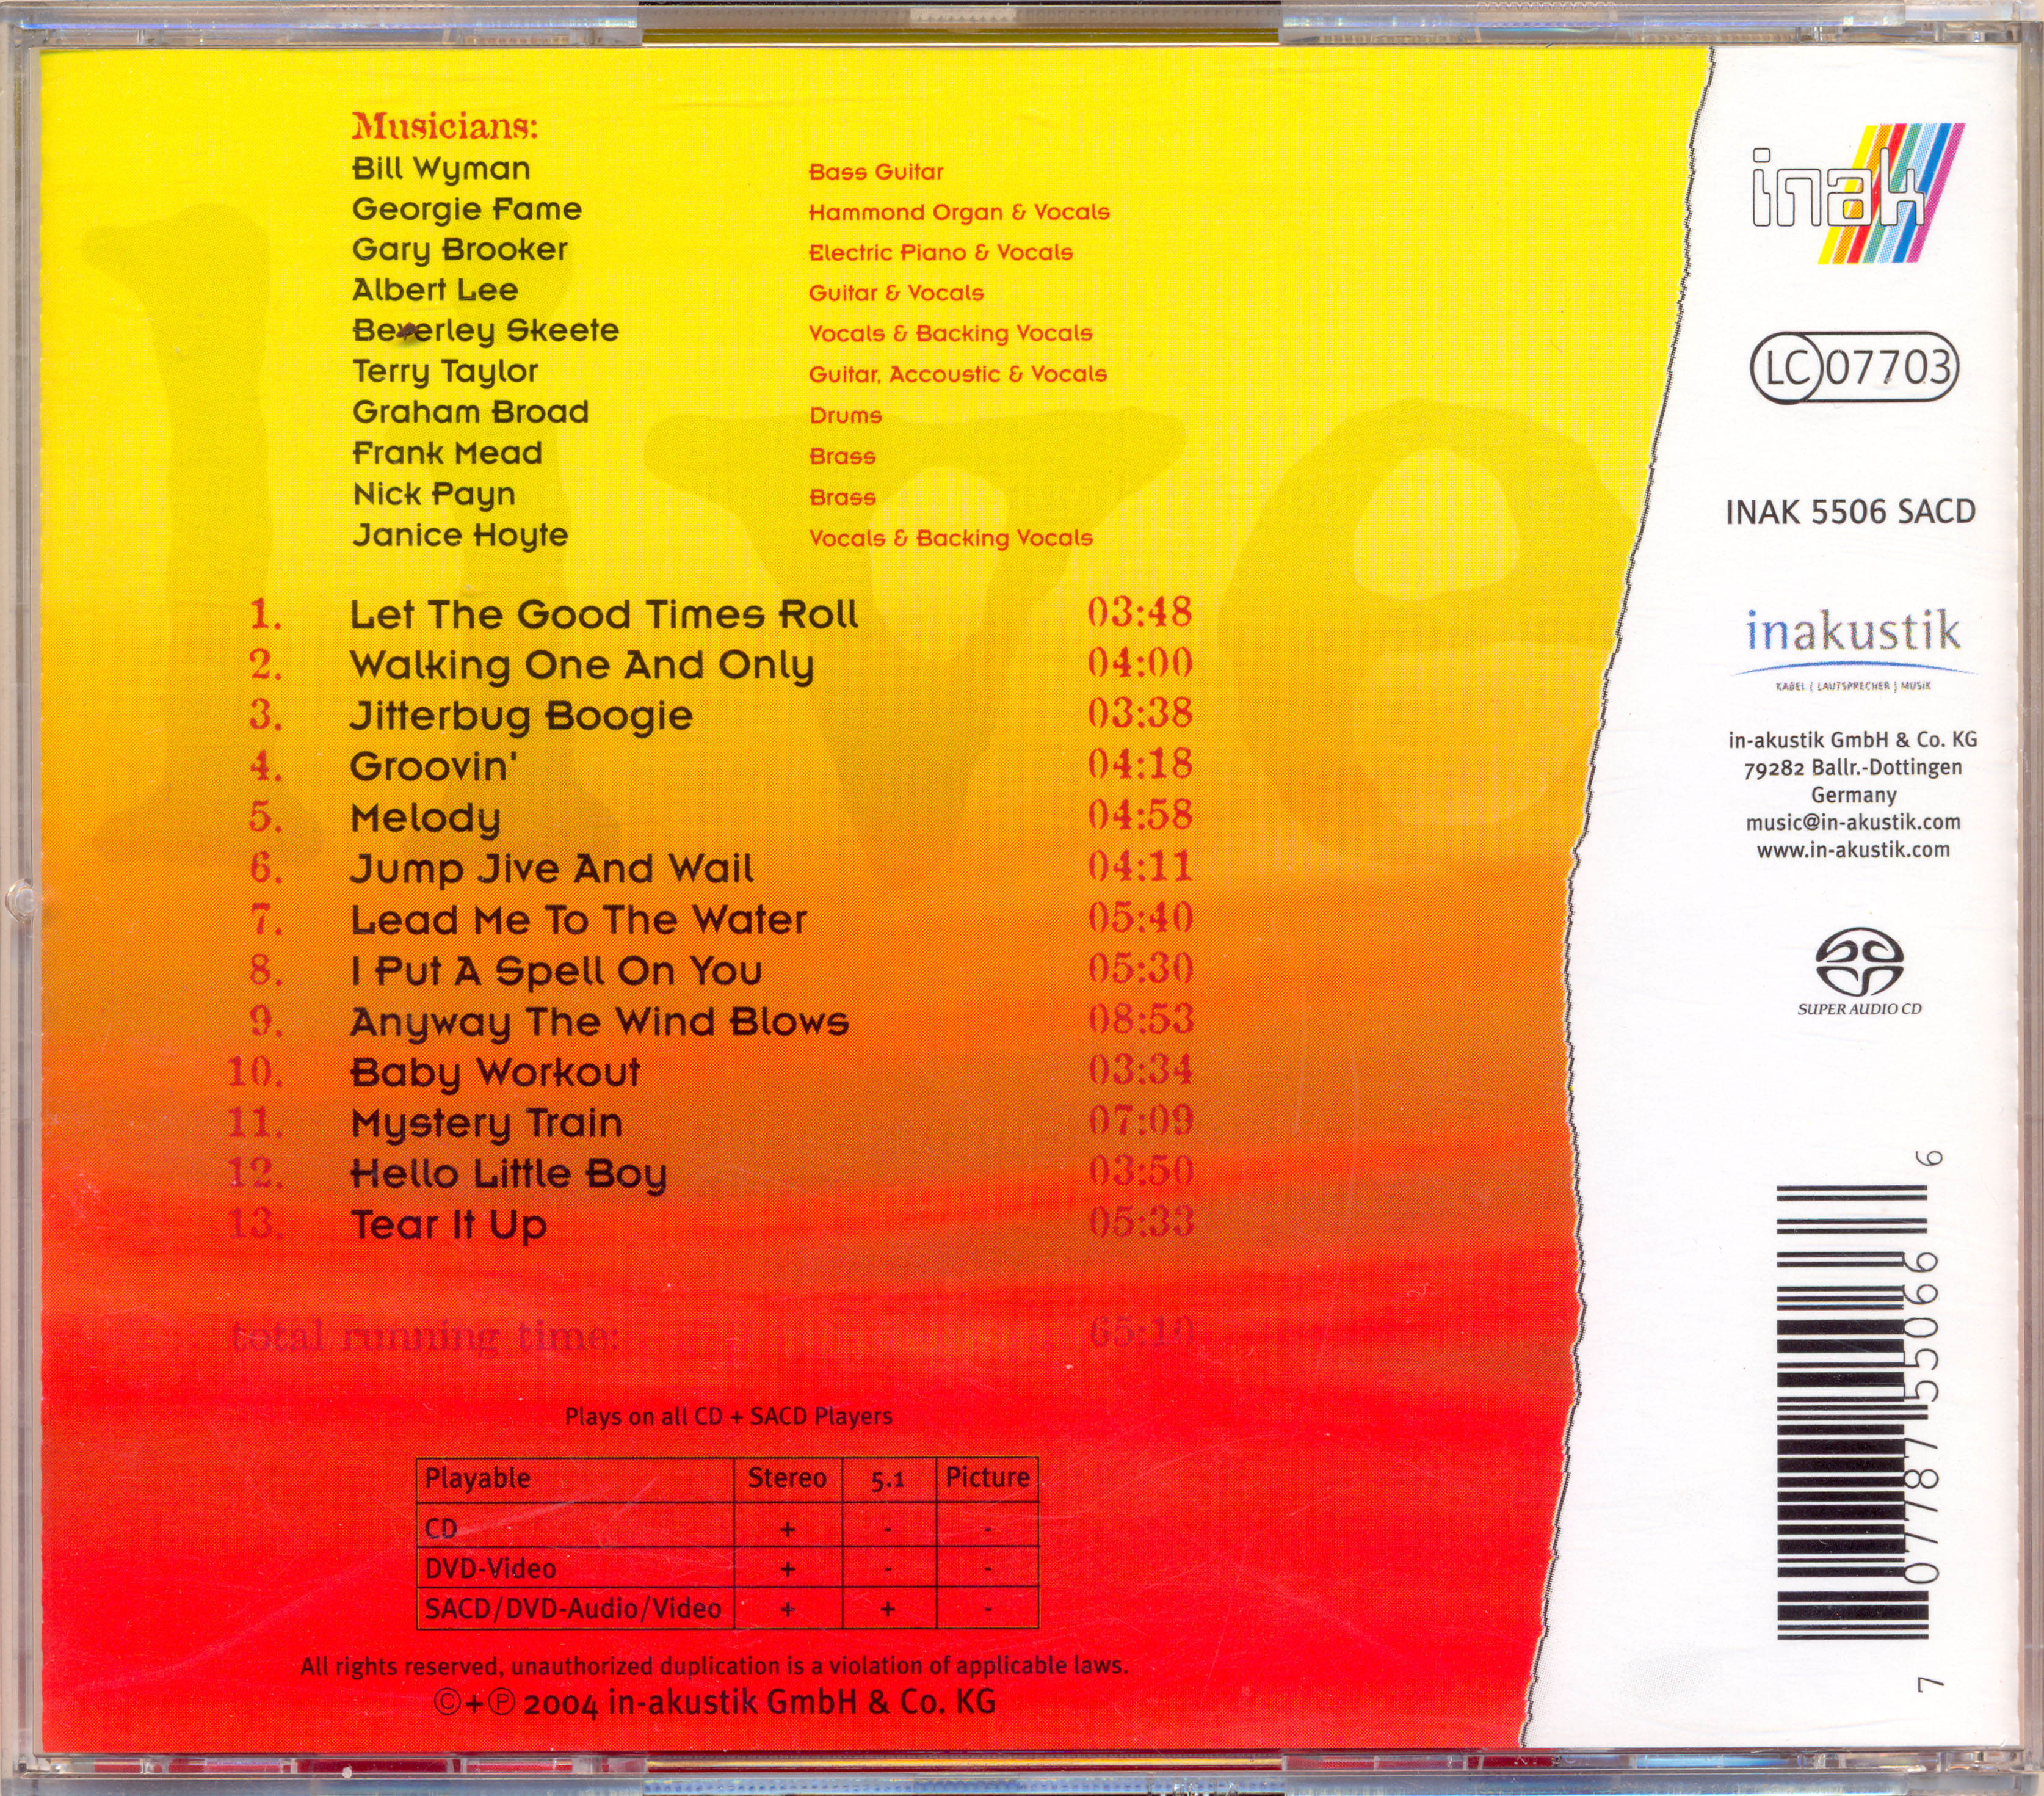 live
Musicians:
Bill Wyman Bass Guitar
Georgie Fame Hammond Organ & Vocals
Gary Brooker Electric Piano & Vocals
Albert Lee Guitar & Vocals
Beverley Skeete Vocals & Backing Vocals
Terry Taylor Guitar, Accoustic & Vocals
Graham Broad Drums
Frank Mead Brass
Nick Payn Brass
Janice Hoyte Vocals & Backing Vocals
1. Let The Good Times Roll 03:48
2. Walking One And Only 04:00
3. Jitterbug Boogie 03:38
4. Groovin' 04:18
5. Melody 04:58
6. Jump Jive And Wail 04:11
7. Lead Me To The Water 05:40
8. I Put A Spell On You 05:30
9. Anyway The Wind Blows 08:53
10. Baby Workout 03:34
11. Mystery Train 07:09
12. Hello Little Boy 03:50
13. Tear It Up 05:33
total running time: 65:10
Plays on all CD + SACD Players
Playable Stereo 5.1 Picture
CD + - -
DVD-Video + - -
SACD/DVD-Audio/Video + + -
All rights reserved, unauthorized duplication is a violation of applicable laws.
©+℗ 2004 in-akustik GmbH & Co. KG
inak
LC 07703
INAK 5506 SACD
inakustik
KABEL { LAUTSPRECHER } MUSIK
in-akustik GmbH & Co. KG
79282 Ballr.-Dottingen
Germany
music@in-akustik.com
www.in-akustik.com
SUPER AUDIO CD
7 07787 55066 6